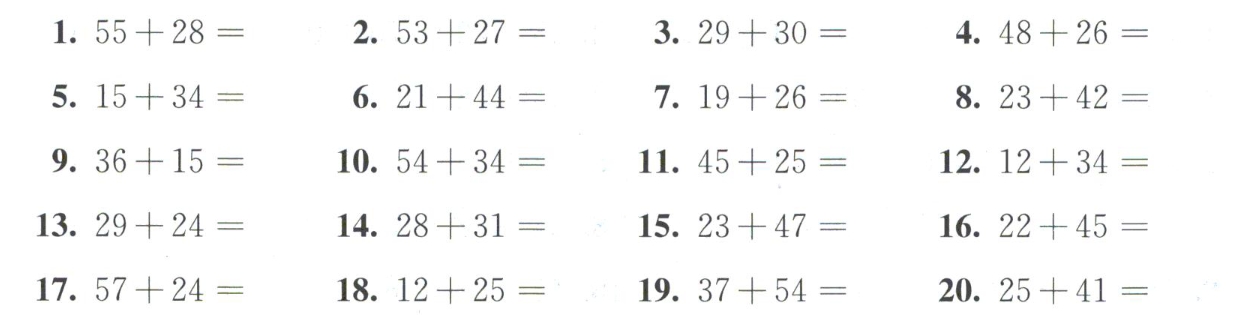 1. 55+28= 2. 53+27= 3. 29+30= 4. 48+26=
5. 15+34= 6. 21+44= 7. 19+26= 8. 23+42=
9. 36+15= 10. 54+34= 11. 45+25= 12. 12+34=
13. 29+24= 14. 28+31= 15. 23+47= 16. 22+45=
17. 57+24= 18. 12+25= 19. 37+54= 20. 25+41=